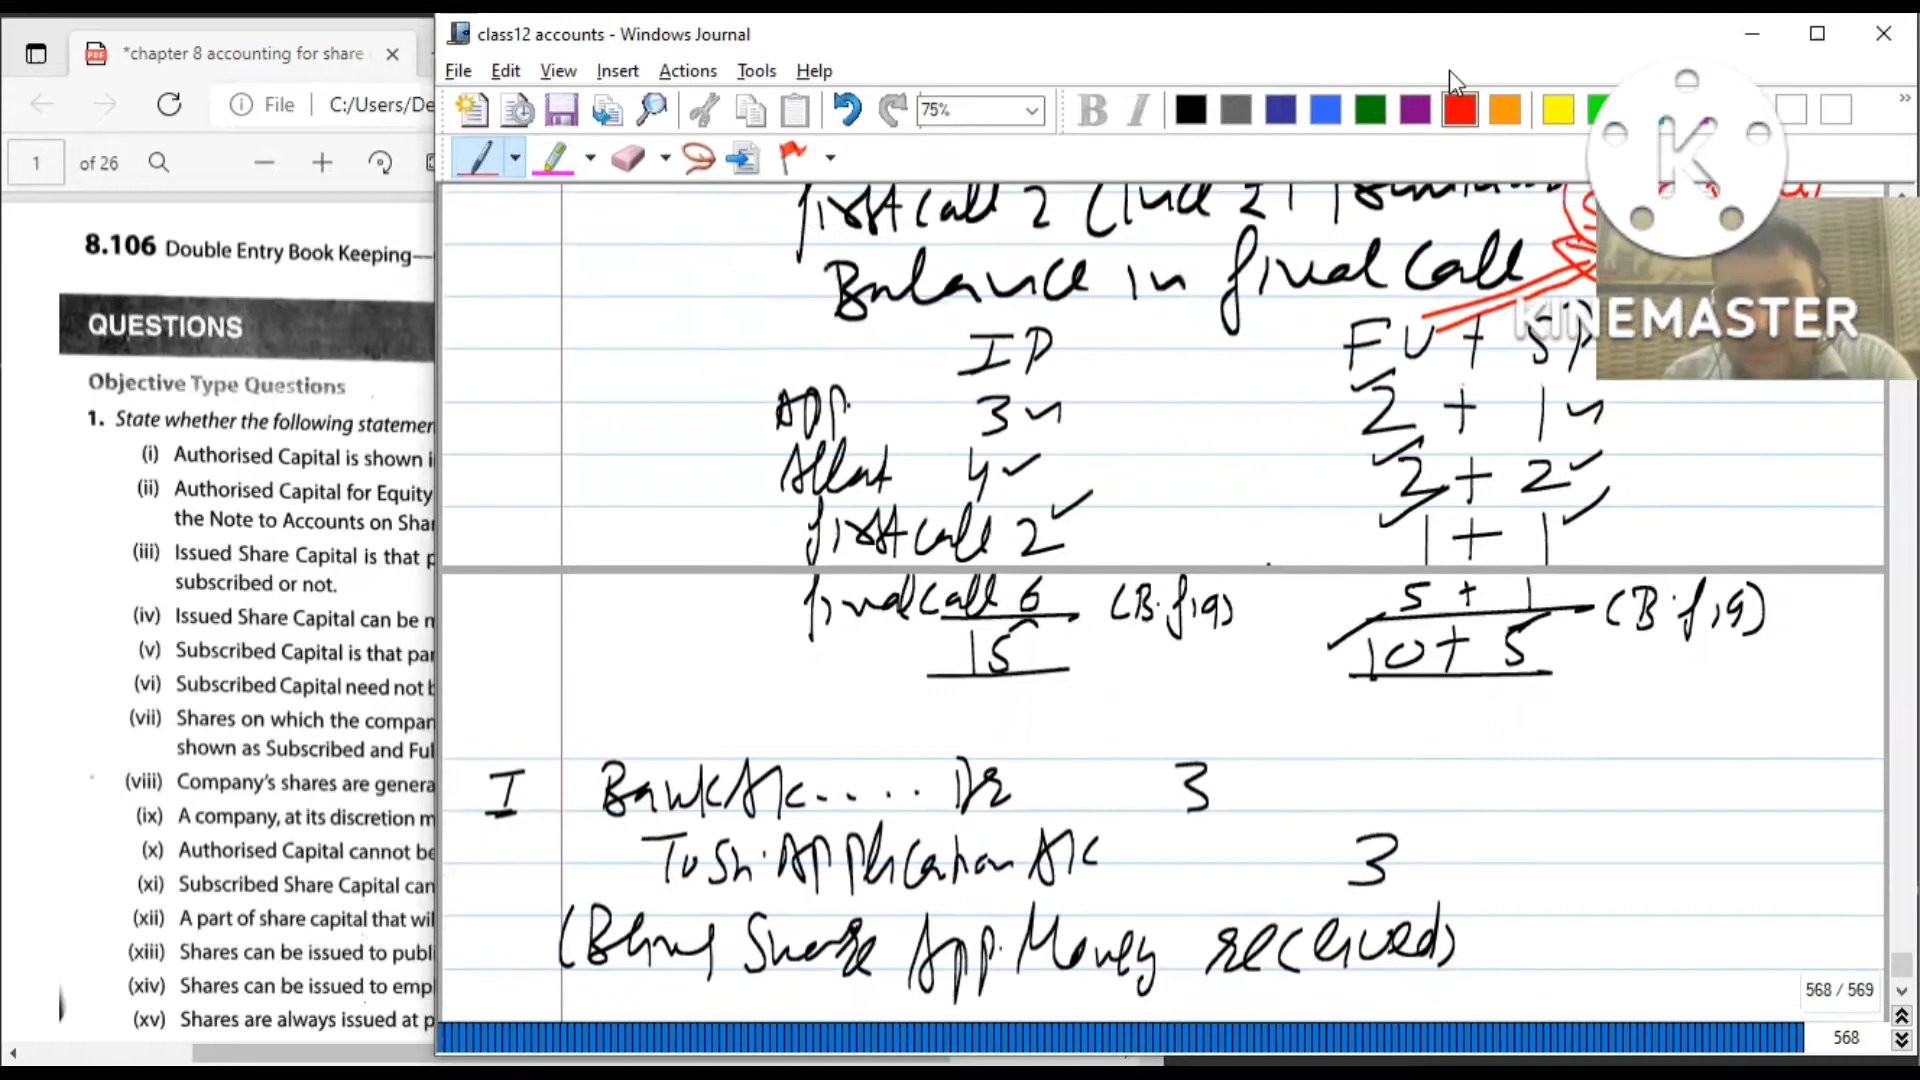 class12 accounts - Windows Journal
*chapter 8 accounting for share
File Edit View Insert Actions Tools Help
File C:/Users/De
75%
B I
1 of 26
8.106 Double Entry Book Keeping—
QUESTIONS
Objective Type Questions
1. State whether the following statemen
(i) Authorised Capital is shown i
(ii) Authorised Capital for Equity
the Note to Accounts on Shar
(iii) Issued Share Capital is that p
subscribed or not.
(iv) Issued Share Capital can be m
(v) Subscribed Capital is that par
(vi) Subscribed Capital need not b
(vii) Shares on which the compan
shown as Subscribed and Ful
(viii) Company's shares are genera
(ix) A company, at its discretion m
(x) Authorised Capital cannot be
(xi) Subscribed Share Capital can
(xii) A part of share capital that wil
(xiii) Shares can be issued to publi
(xiv) Shares can be issued to empl
(xv) Shares are always issued at p
first call 2
Balance in final call
IP FV + SP
App. 3 2 + 1
Allot 4 2 + 2
first call 2 1 + 1
final call 6 (B.fig) 5 + 1 (B.fig)
15 10 + 5
I Bank A/c.... Dr 3
To Sh. Application A/c 3
(Being Share App. Money received)
568 / 569
568
K
KINEMASTER